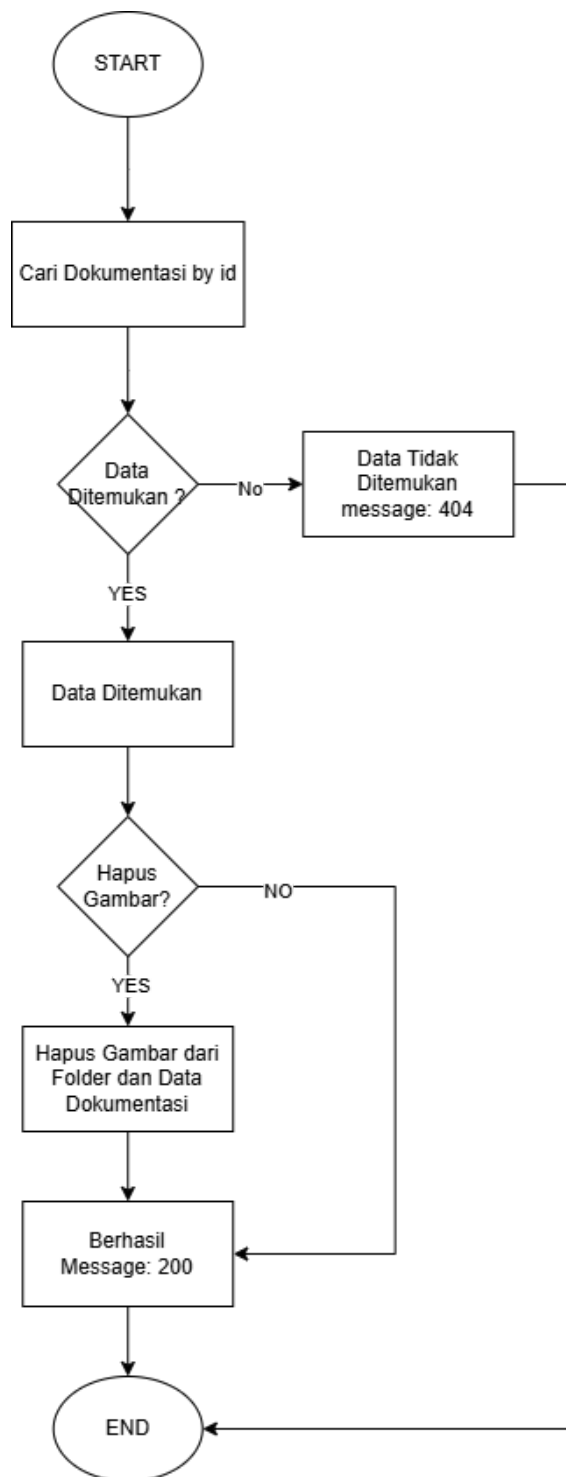 START
Cari Dokumentasi by id
Data
Ditemukan ?
No
Data Tidak
Ditemukan
message: 404
YES
Data Ditemukan
Hapus
Gambar?
NO
YES
Hapus Gambar dari
Folder dan Data
Dokumentasi
Berhasil
Message: 200
END